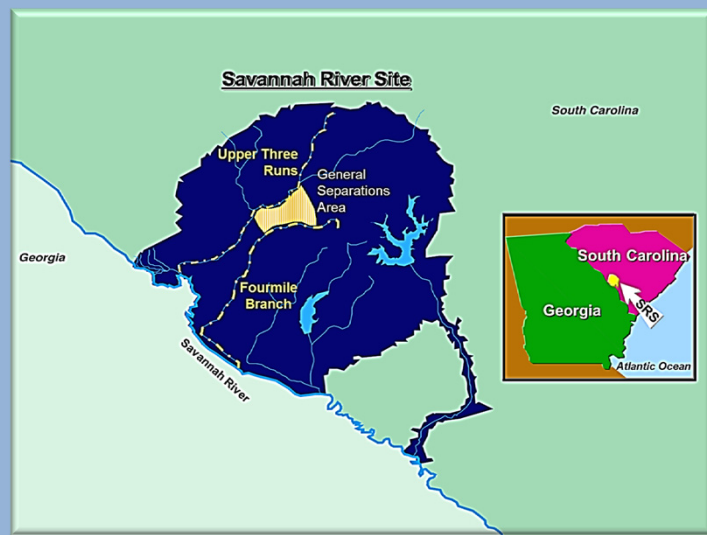 Savannah River Site
South Carolina
Upper Three
Runs
General
Separations
Area
Georgia
Fourmile
Branch
Savannah River
South Carolina
Georgia
SRS
Atlantic Ocean